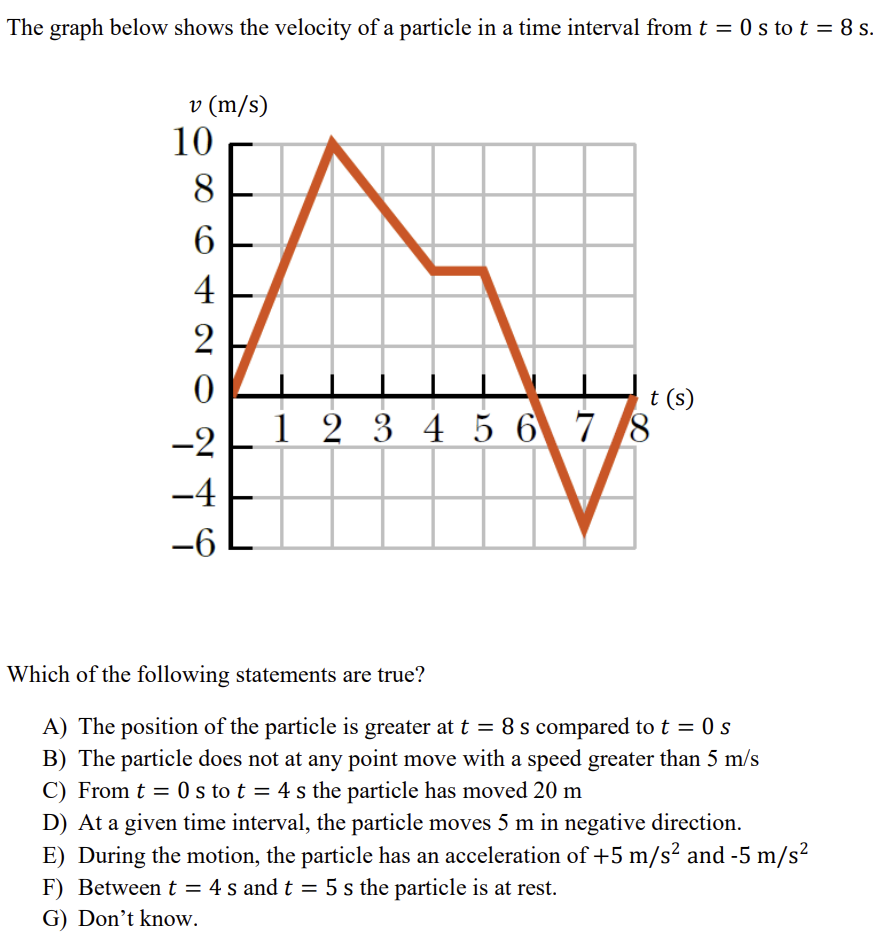 The graph below shows the velocity of a particle in a time interval from t = 0 s to t = 8 s.
v (m/s)
10
8
6
4
2
0
t (s)
1 2 3 4 5 6 7 8
−2
−4
−6
Which of the following statements are true?
A) The position of the particle is greater at t = 8 s compared to t = 0 s
B) The particle does not at any point move with a speed greater than 5 m/s
C) From t = 0 s to t = 4 s the particle has moved 20 m
D) At a given time interval, the particle moves 5 m in negative direction.
E) During the motion, the particle has an acceleration of +5 m/s² and -5 m/s²
F) Between t = 4 s and t = 5 s the particle is at rest.
G) Don’t know.